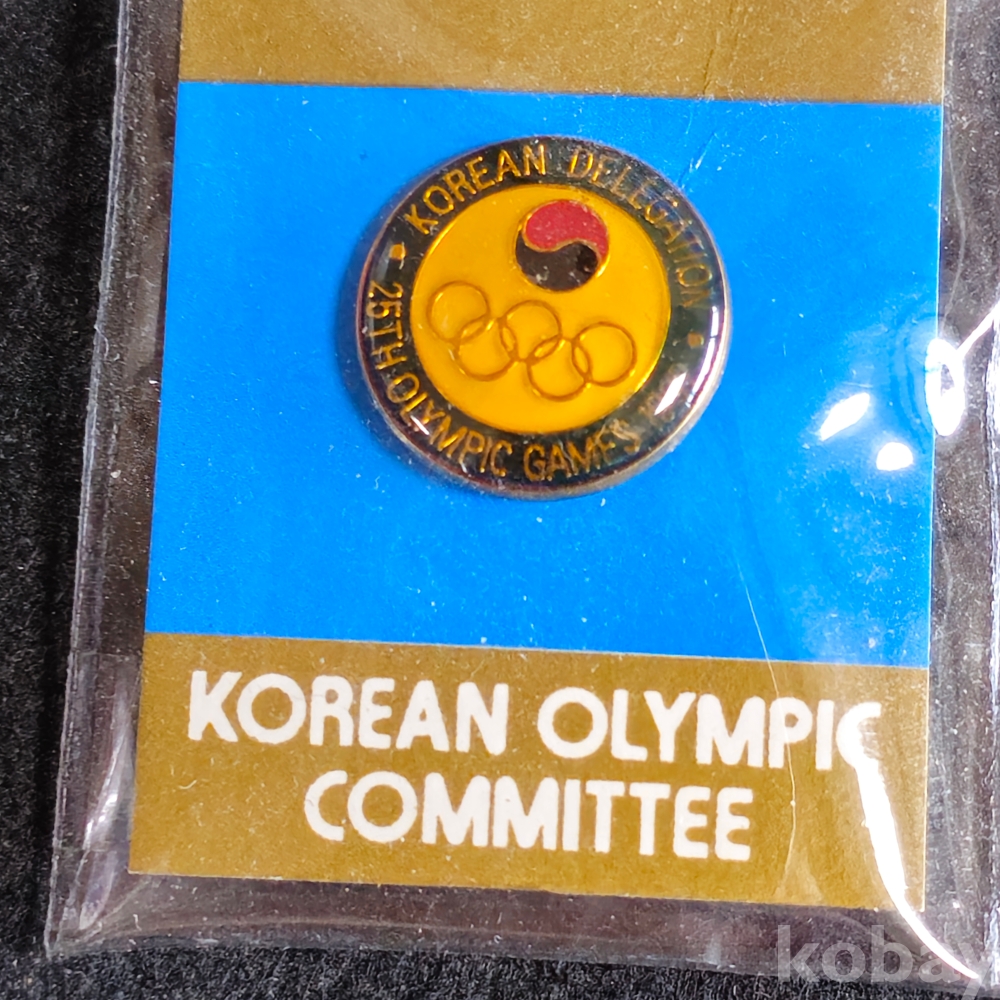 KOREAN DELEGATION
25TH OLYMPIC GAMES
KOREAN OLYMPIC
COMMITTEE
kobay